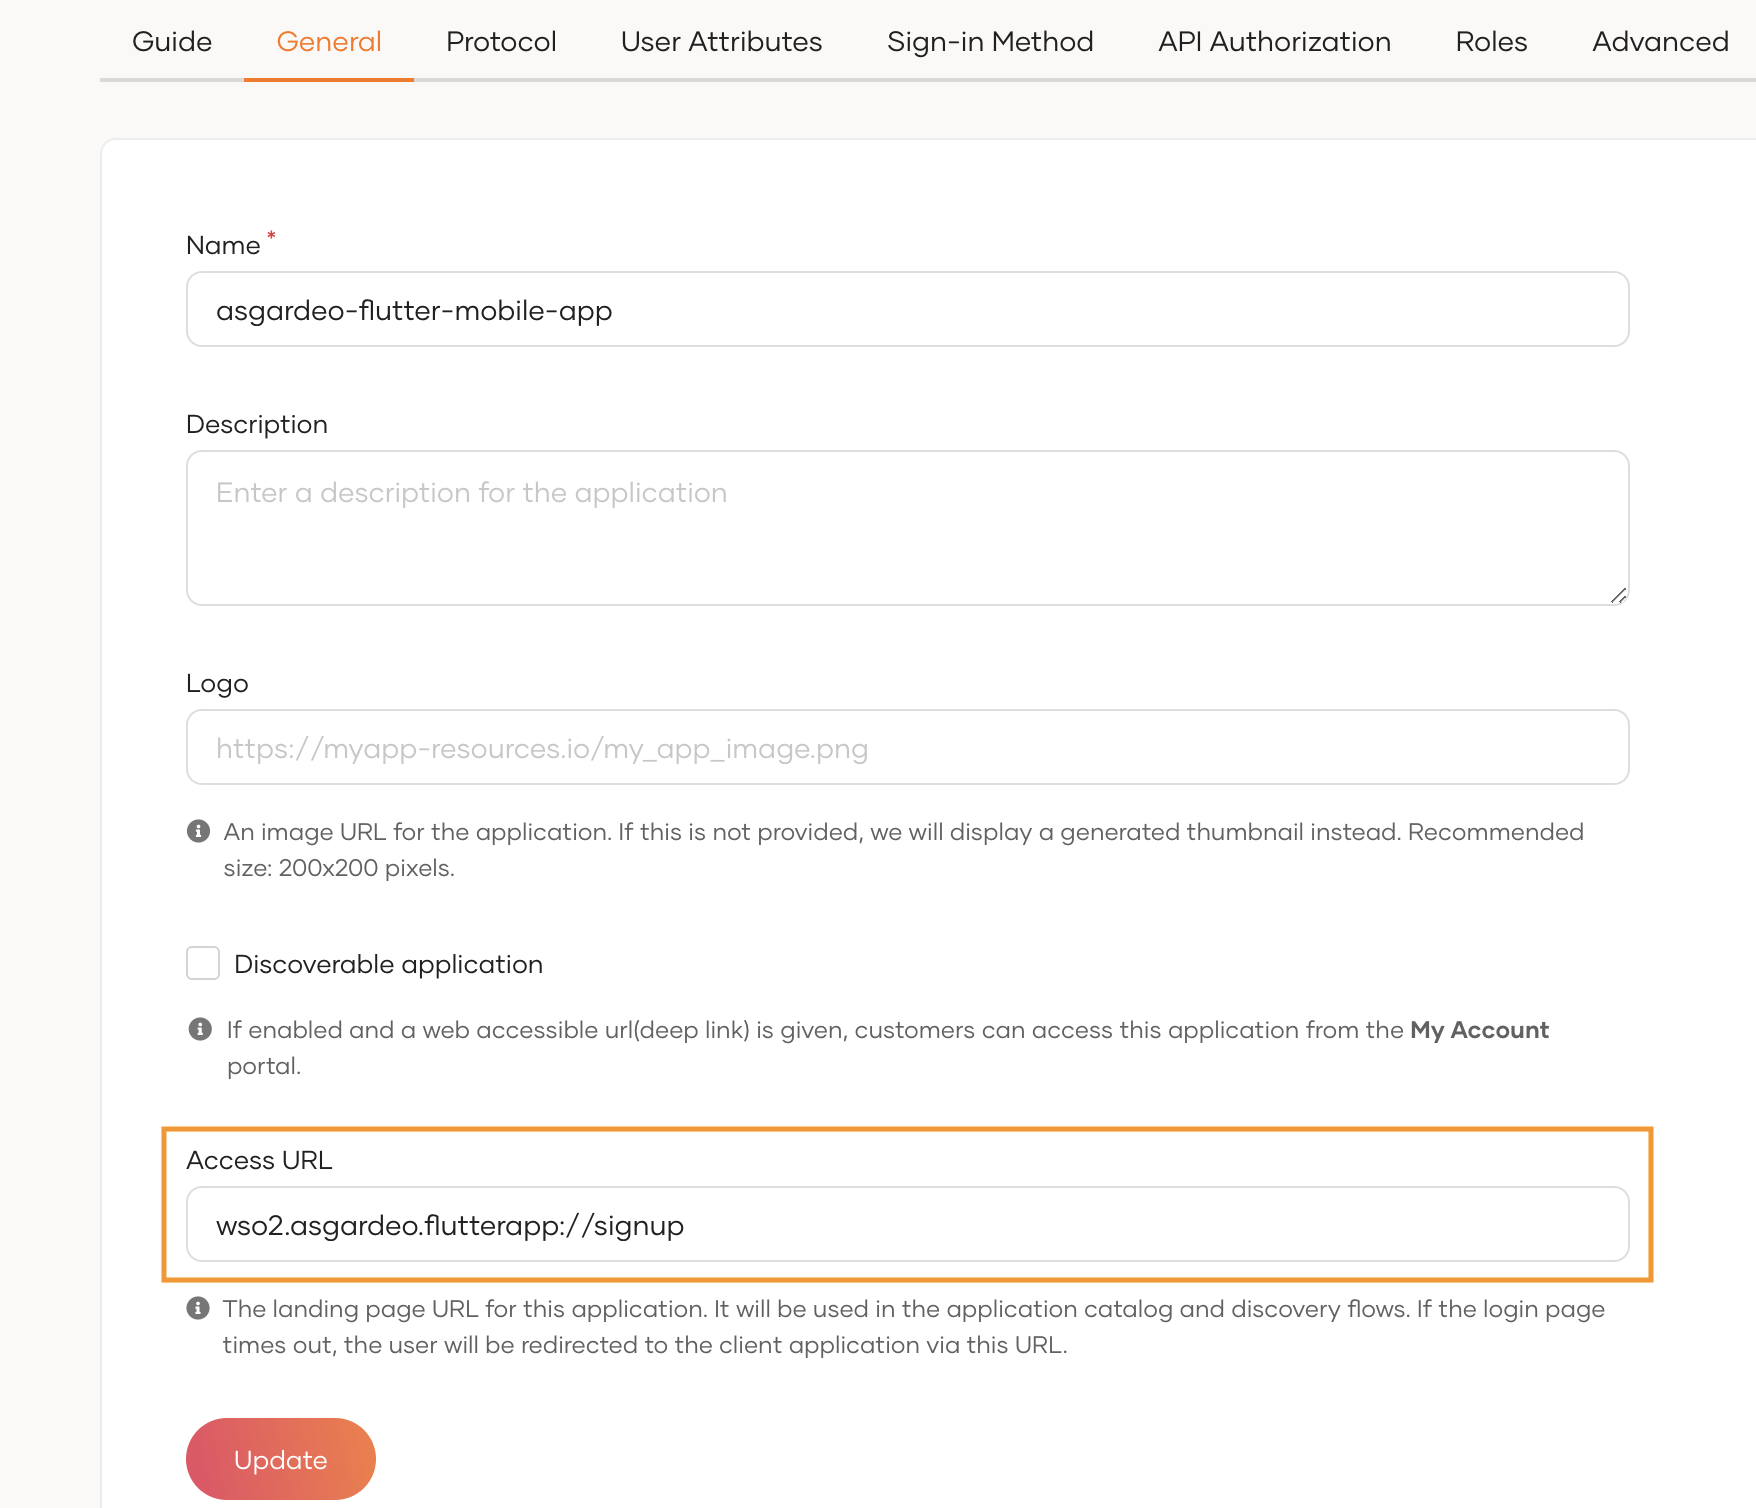 Guide General Protocol User Attributes Sign-in Method API Authorization Roles Advanced
Name *
asgardeo-flutter-mobile-app
Description
Enter a description for the application
Logo
https://myapp-resources.io/my_app_image.png
An image URL for the application. If this is not provided, we will display a generated thumbnail instead. Recommended
size: 200x200 pixels.
Discoverable application
If enabled and a web accessible url(deep link) is given, customers can access this application from the My Account
portal.
Access URL
wso2.asgardeo.flutterapp://signup
The landing page URL for this application. It will be used in the application catalog and discovery flows. If the login page
times out, the user will be redirected to the client application via this URL.
Update